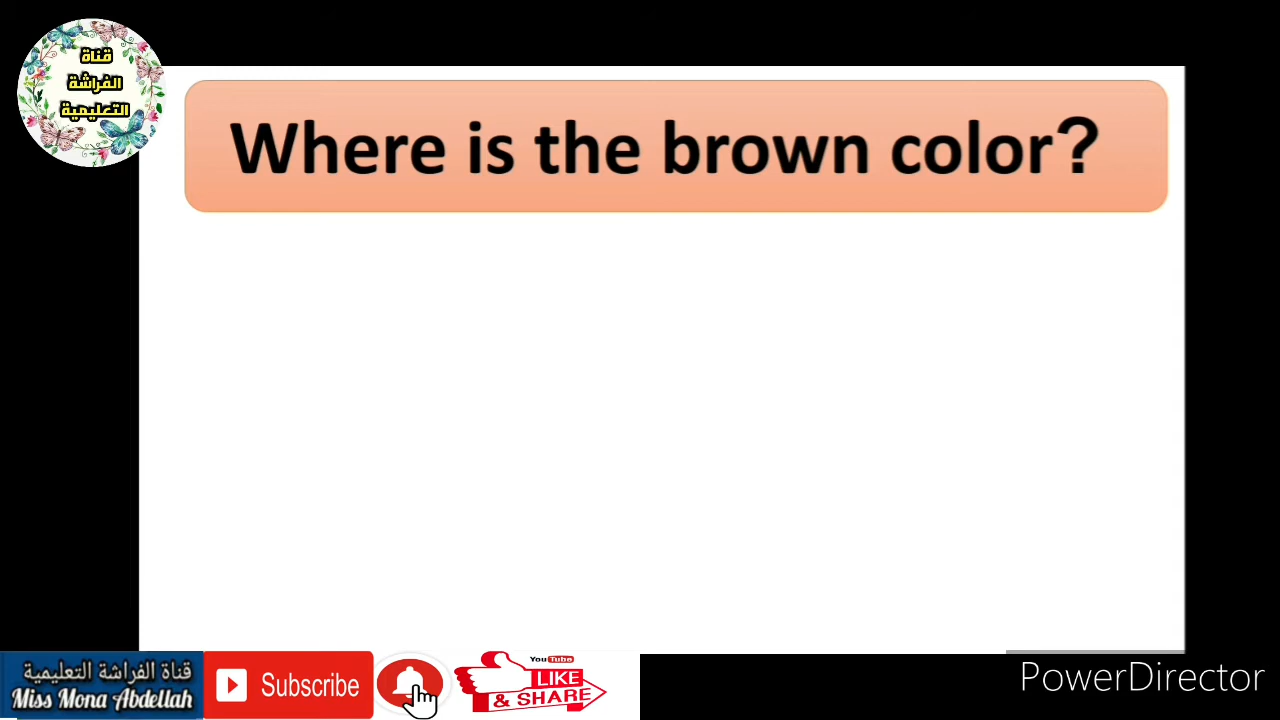 قناة
الفراشة
التعليمية
Where is the brown color?
قناة الفراشة التعليمية
Miss Mona Abdellah
Subscribe
YouTube
LIKE
& SHARE
PowerDirector